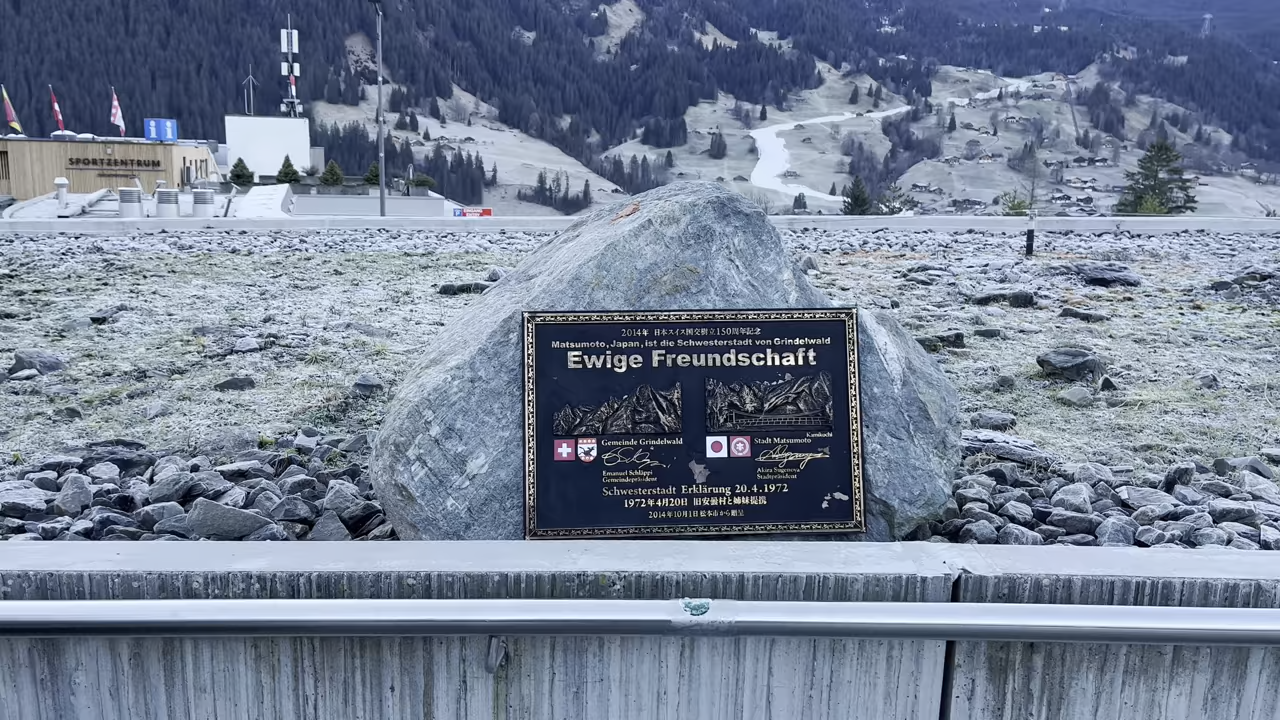 SPORTZENTRUM
2014年 日本スイス国交樹立150周年記念
Matsumoto, Japan, ist die Schwesterstadt von Grindelwald
Ewige Freundschaft
Kamikochi
Gemeinde Grindelwald
Stadt Matsumoto
Emanuel Schläppi
Gemeindepräsident
Akira Sugenoya
Stadtpräsident
Schwesterstadt Erklärung 20.4.1972
1972年4月20日 旧安曇村と姉妹提携
2014年10月1日 松本市から贈呈